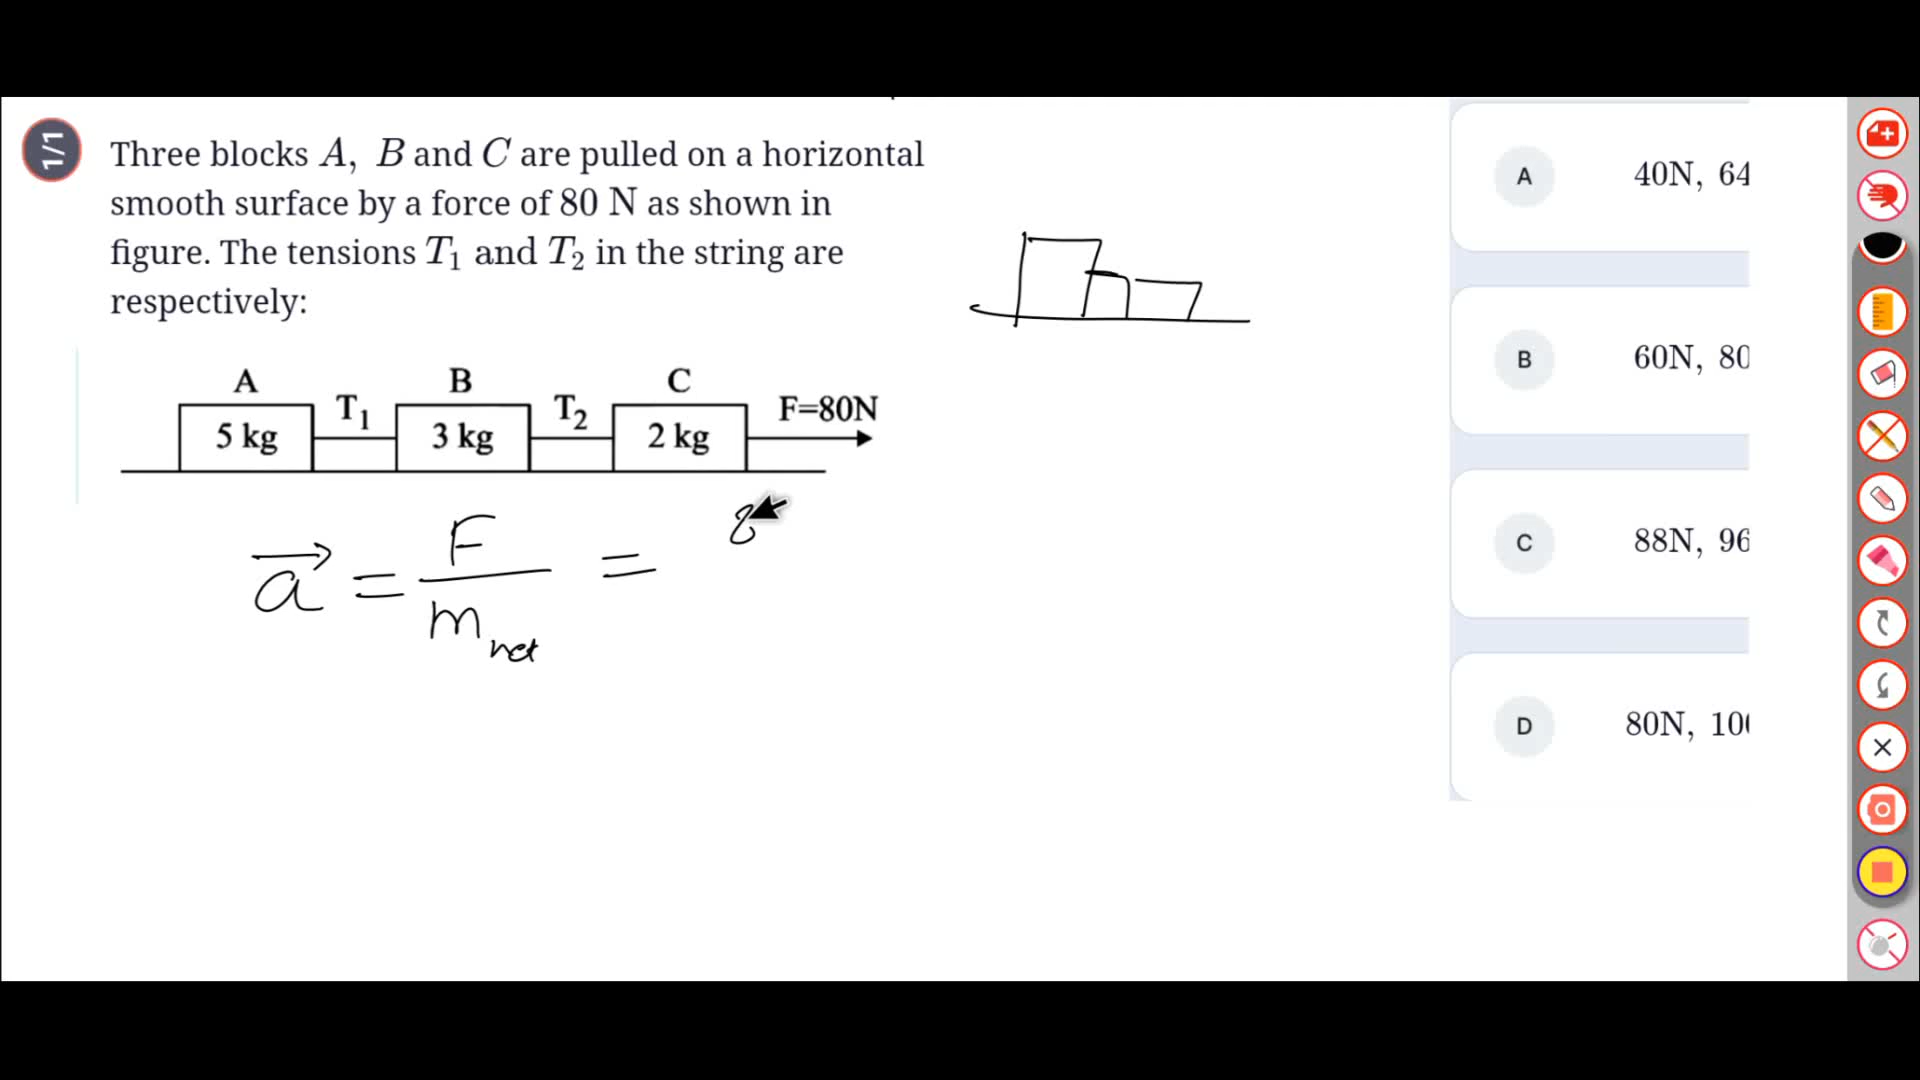 1/1
Three blocks A, B and C are pulled on a horizontal
smooth surface by a force of 80 N as shown in
figure. The tensions T₁ and T₂ in the string are
respectively:
A B C
T₁ T₂ F=80N
5 kg 3 kg 2 kg
a = F / m net = 8
A 40N, 64
B 60N, 80
C 88N, 96
D 80N, 10